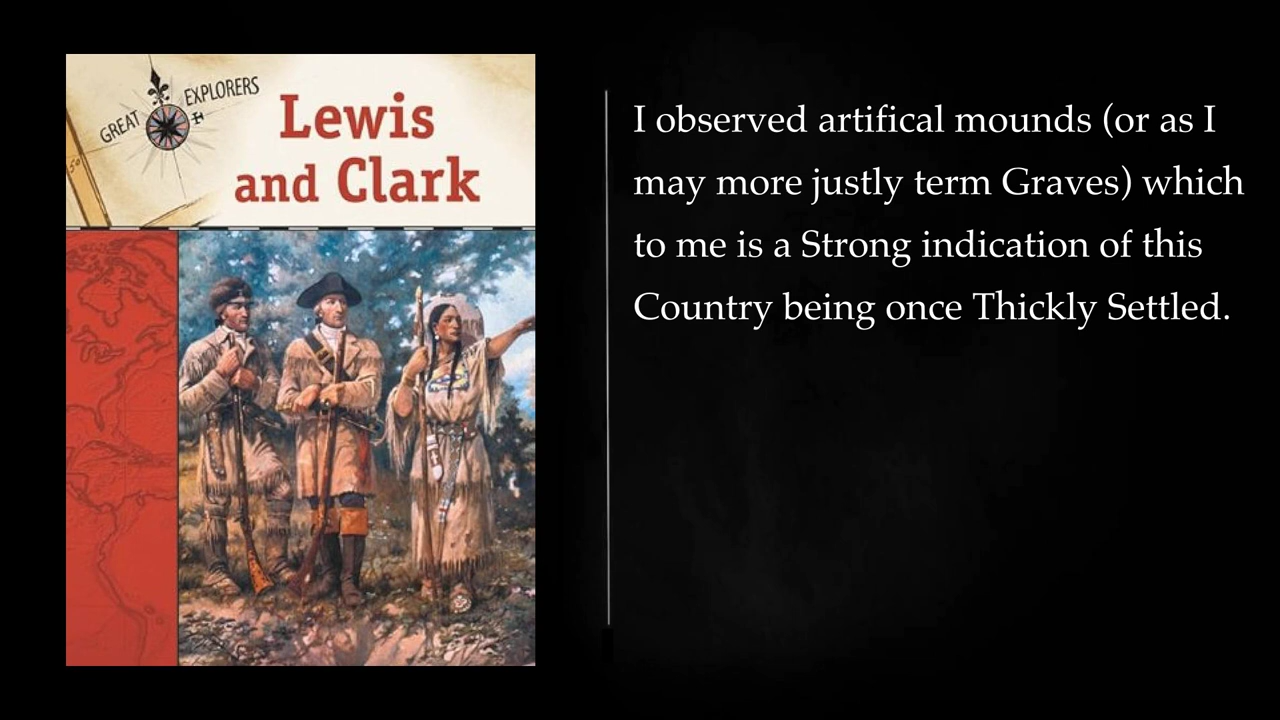 GREAT EXPLORERS
Lewis
and Clark
50
I observed artifical mounds (or as I
may more justly term Graves) which
to me is a Strong indication of this
Country being once Thickly Settled.